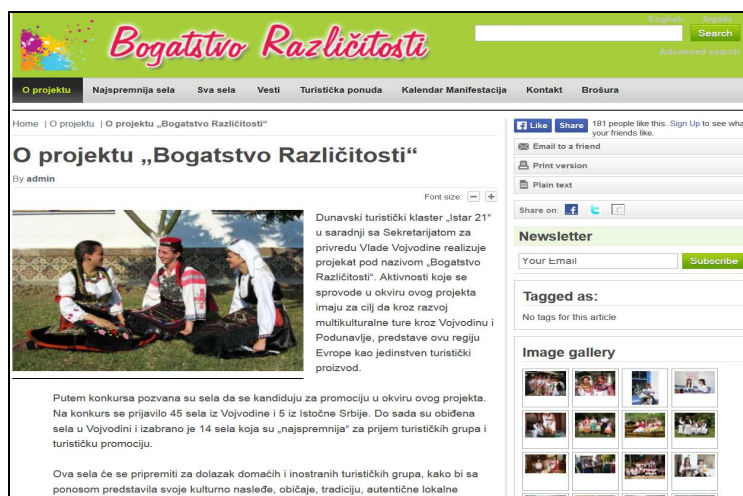 English Srpski
Bogatstvo Različitosti
Search
Advanced search
O projektu Najspremnija sela Sva sela Vesti Turistička ponuda Kalendar Manifestacija Kontakt Brošura
Home | O projektu | O projektu „Bogatstvo Različitosti“
O projektu „Bogatstvo Različitosti“
By admin
Font size:
Dunavski turistički klaster „Istar 21“
u saradnji sa Sekretarijatom za
privredu Vlade Vojvodine realizuje
projekat pod nazivom „Bogatstvo
Različitosti“. Aktivnosti koje se
sprovode u okviru ovog projekta
imaju za cilj da kroz razvoj
multikulturalne ture kroz Vojvodinu i
Podunavlje, predstave ovu regiju
Evrope kao jedinstven turistički
proizvod.
Putem konkursa pozvana su sela da se kandiduju za promociju u okviru ovog projekta.
Na konkurs se prijavilo 45 sela iz Vojvodine i 5 iz Istočne Srbije. Do sada su obiđena
sela u Vojvodini i izabrano je 14 sela koja su „najspremnija“ za prijem turističkih grupa i
turističku promociju.
Ova sela će se pripremiti za dolazak domaćih i inostranih turističkih grupa, kako bi sa
ponosom predstavila svoje kulturno nasleđe, običaje, tradiciju, autentične lokalne
Like Share 181 people like this. Sign Up to see wha
your friends like.
Email to a friend
Print version
Plain text
Share on:
Newsletter
Your Email Subscribe
Tagged as:
No tags for this article
Image gallery